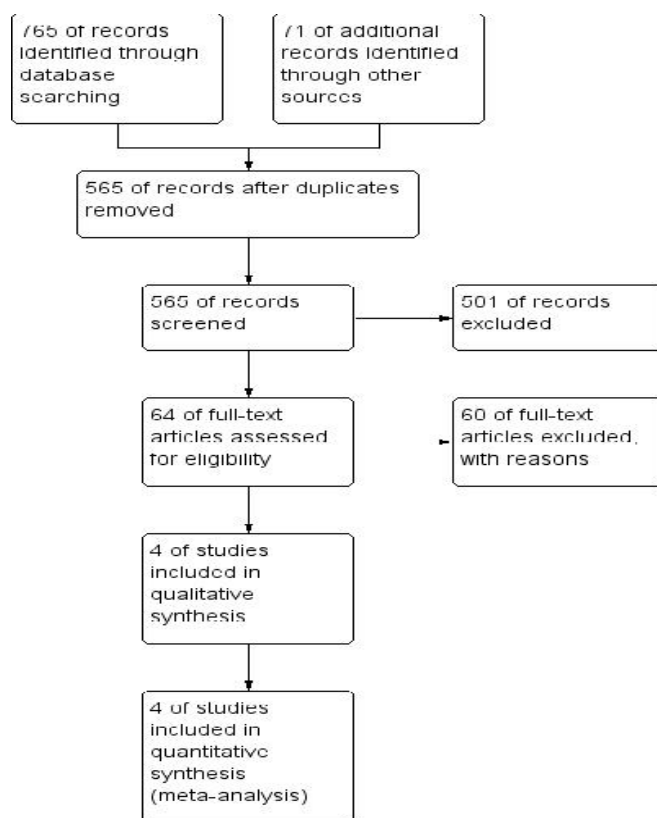 765 of records
identified through
database
searching
71 of additional
records identified
through other
sources
565 of records after duplicates
removed
565 of records
screened
501 of records
excluded
64 of full-text
articles assessed
for eligibility
60 of full-text
articles excluded,
with reasons
4 of studies
included in
qualitative
synthesis
4 of studies
included in
quantitative
synthesis
(meta-analysis)